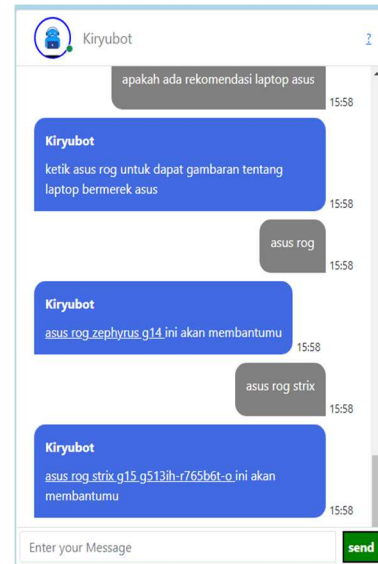 Kiryubot
?
apakah ada rekomendasi laptop asus
15:58
Kiryubot
ketik asus rog untuk dapat gambaran tentang
laptop bermerek asus
15:58
asus rog
15:58
Kiryubot
asus rog zephyrus g14 ini akan membantumu
15:58
asus rog strix
15:58
Kiryubot
asus rog strix g15 g513ih-r765b6t-o ini akan
membantumu
15:58
Enter your Message
send